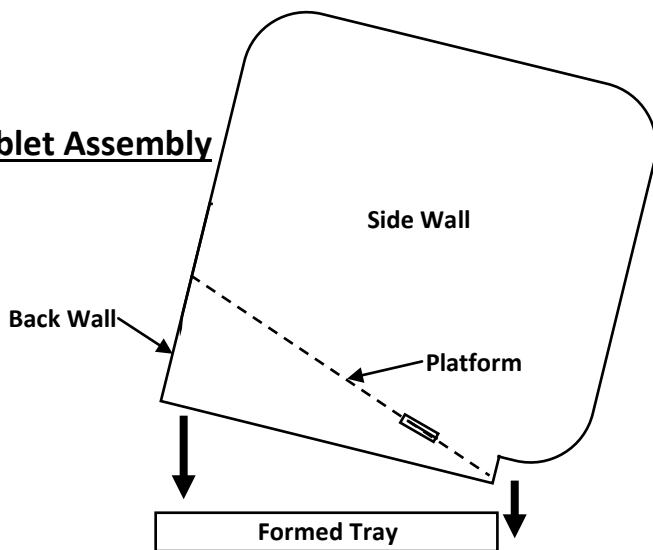 blet Assembly
Side Wall
Back Wall
Platform
Formed Tray